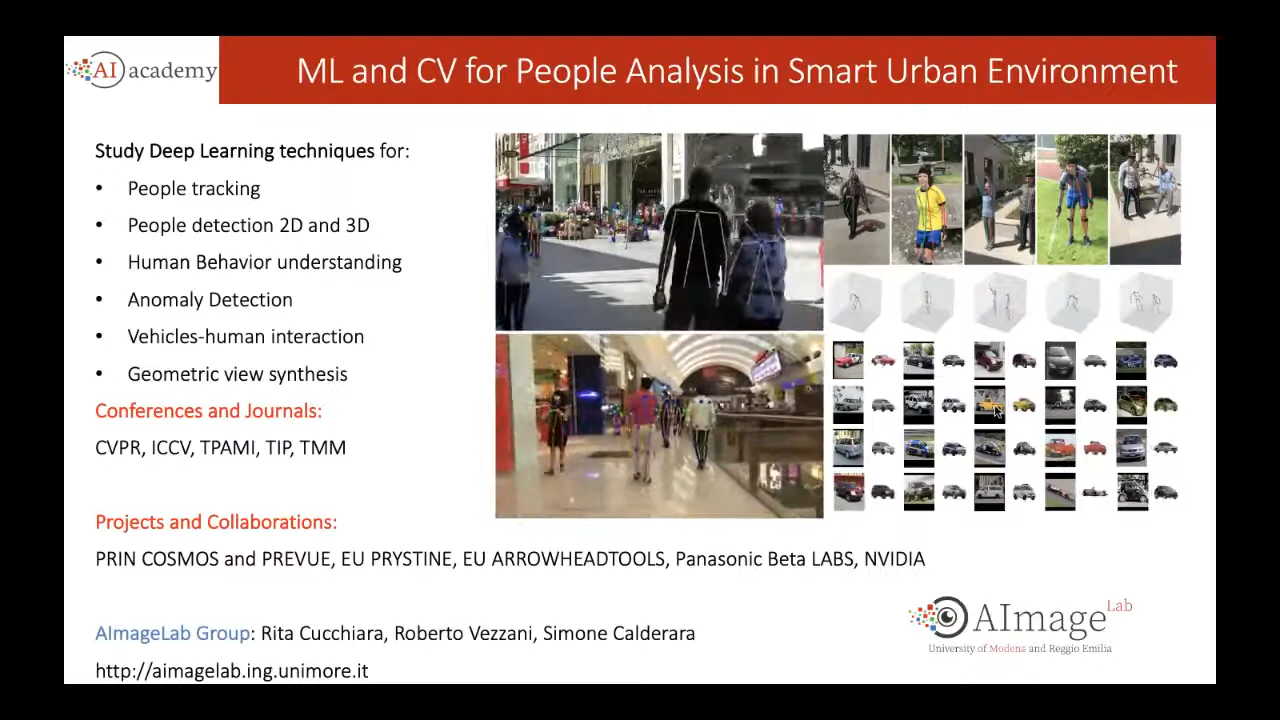 AI academy
ML and CV for People Analysis in Smart Urban Environment
Study Deep Learning techniques for:
• People tracking
• People detection 2D and 3D
• Human Behavior understanding
• Anomaly Detection
• Vehicles-human interaction
• Geometric view synthesis
Conferences and Journals:
CVPR, ICCV, TPAMI, TIP, TMM
Projects and Collaborations:
PRIN COSMOS and PREVUE, EU PRYSTINE, EU ARROWHEADTOOLS, Panasonic Beta LABS, NVIDIA
AImageLab Group: Rita Cucchiara, Roberto Vezzani, Simone Calderara
http://aimagelab.ing.unimore.it
AImage Lab
University of Modena and Reggio Emilia